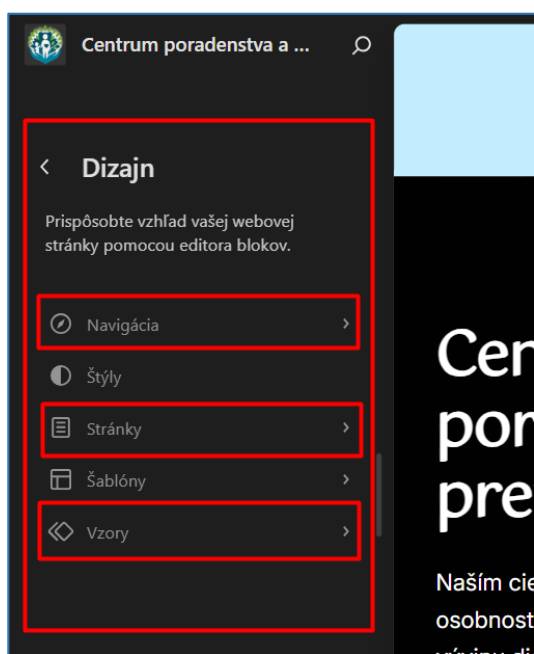 Centrum poradenstva a ...
Dizajn
Prispôsobte vzhľad vašej webovej
stránky pomocou editora blokov.
Navigácia
Štýly
Stránky
Šablóny
Vzory
Cen
por
pre
Naším cie
osobnost